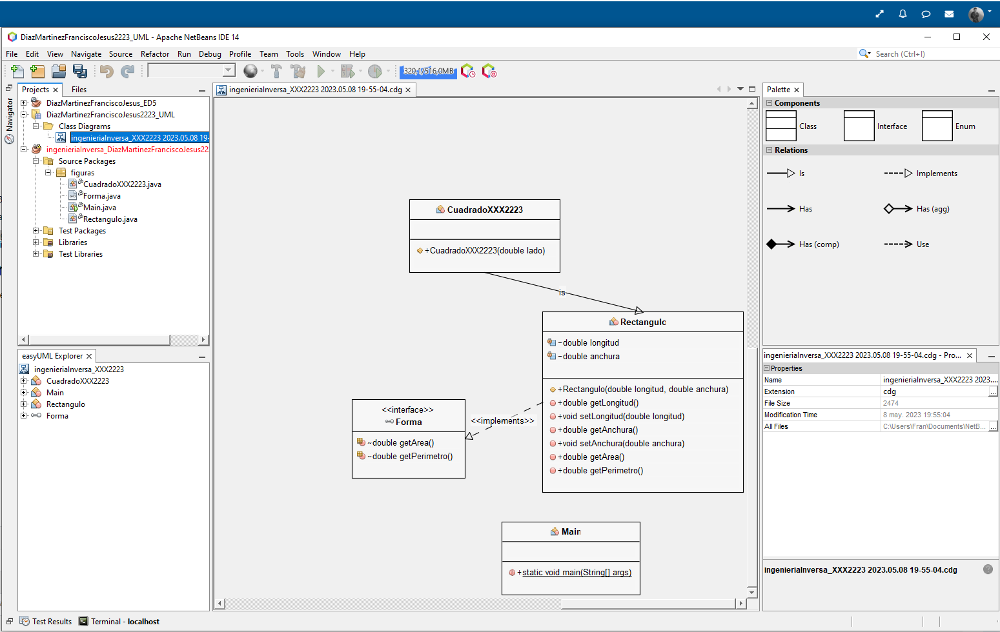 DiazMartinezFranciscoJesus2223_UML - Apache NetBeans IDE 14
File Edit View Navigate Source Refactor Run Debug Profile Team Tools Window Help
Search (Ctrl+I)
320,1/516,0MB
Navigator
Projects
Files
DiazMartinezFranciscoJesus_ED5
DiazMartinezFranciscoJesus2223_UML
Class Diagrams
ingenieriaInversa_XXX2223 2023.05.08 19-
ingenieriaInversa_DiazMartinezFranciscoJesus22
Source Packages
figuras
CuadradoXXX2223.java
Forma.java
Main.java
Rectangulo.java
Test Packages
Libraries
Test Libraries
easyUML Explorer
ingenieriaInversa_XXX2223
CuadradoXXX2223
Main
Rectangulo
Forma
ingenieriaInversa_XXX2223 2023.05.08 19-55-04.cdg
CuadradoXXX2223
+CuadradoXXX2223(double lado)
is
Rectangulo
-double longitud
-double anchura
+Rectangulo(double longitud, double anchura)
+double getLongitud()
+void setLongitud(double longitud)
+double getAnchura()
+void setAnchura(double anchura)
+double getArea()
+double getPerimetro()
<<implements>>
<<interface>>
Forma
~double getArea()
~double getPerimetro()
Main
+static void main(String[] args)
Palette
Components
Class
Interface
Enum
Relations
Is
Implements
Has
Has (agg)
Has (comp)
Use
ingenieriaInversa_XXX2223 2023.05.08 19-55-04.cdg - Pro...
Properties
Name ingenieriaInversa_XXX2223 2023....
Extension cdg ...
File Size 2474
Modification Time 8 may. 2023 19:55:04
All Files C:\Users\Fran\Documents\NetB... ...
ingenieriaInversa_XXX2223 2023.05.08 19-55-04.cdg
Test Results
Terminal - localhost